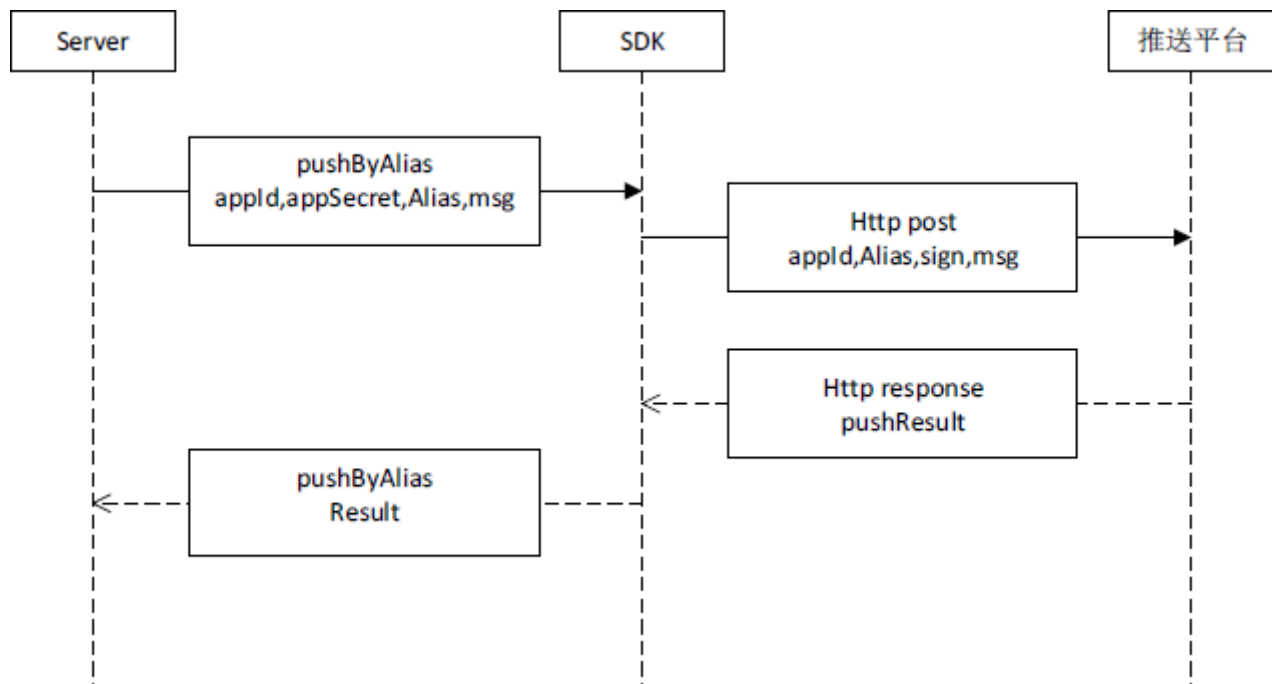 Server
SDK
推送平台
pushByAlias
appId,appSecret,Alias,msg
Http post
appId,Alias,sign,msg
Http response
pushResult
pushByAlias
Result